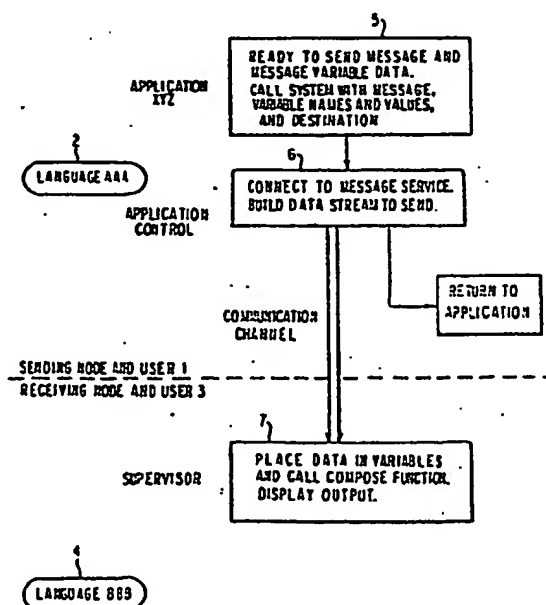 5
READY TO SEND MESSAGE AND
MESSAGE VARIABLE DATA.
CALL SYSTEM WITH MESSAGE,
VARIABLE NAMES AND VALUES,
AND DESTINATION
APPLICATION
XYZ
2
LANGUAGE AAA
6
CONNECT TO MESSAGE SERVICE.
BUILD DATA STREAM TO SEND.
APPLICATION
CONTROL
RETURN TO
APPLICATION
COMMUNICATION
CHANNEL
SENDING NODE AND USER 1
RECEIVING NODE AND USER 3
7
PLACE DATA IN VARIABLES
AND CALL COMPOSE FUNCTION.
DISPLAY OUTPUT.
SUPERVISOR
4
LANGUAGE BBB